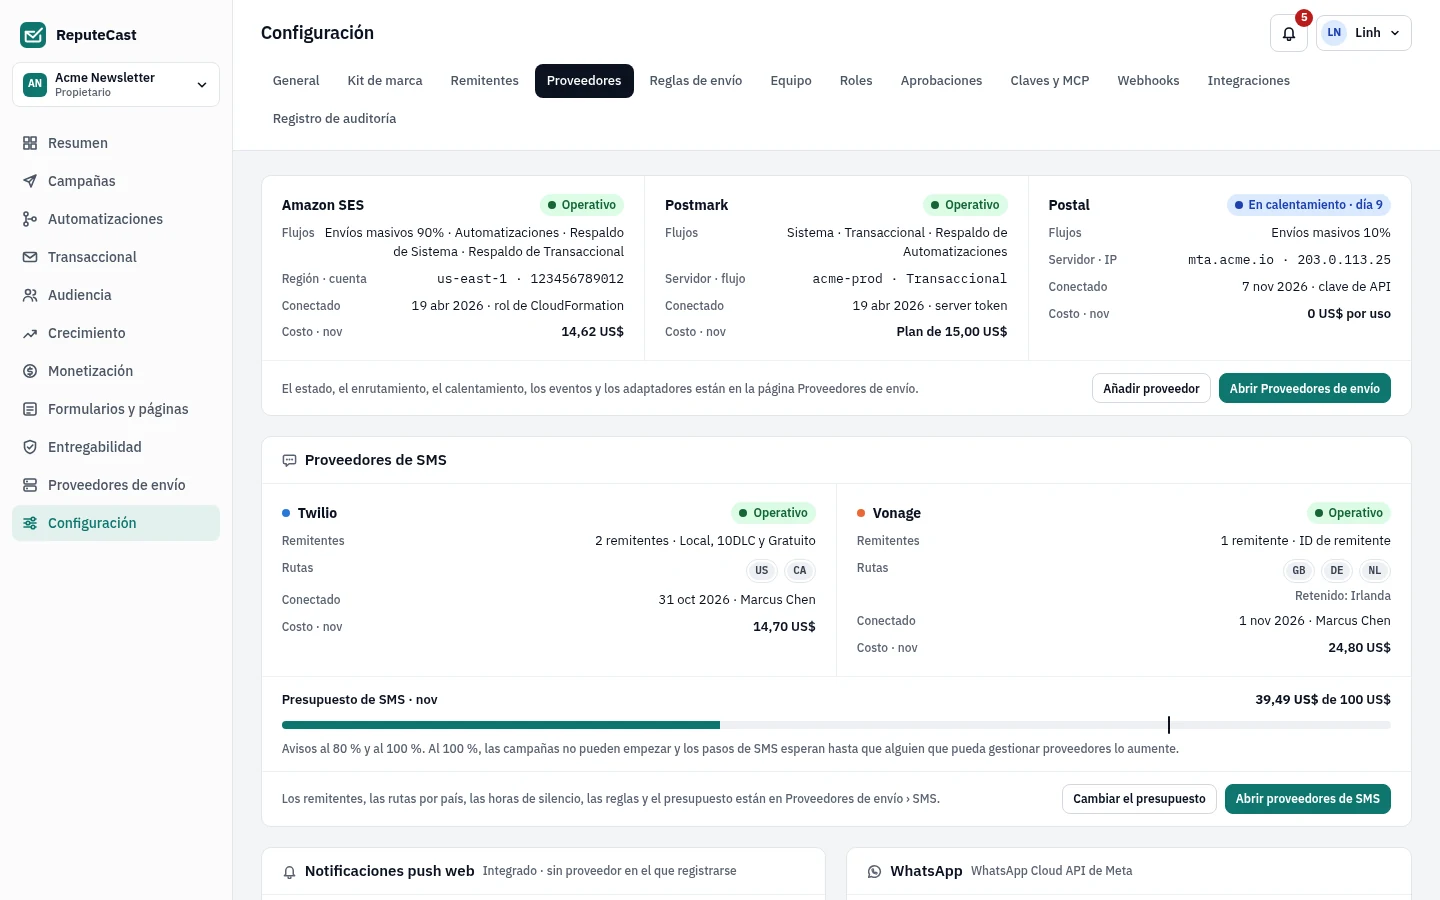 ReputeCast
AN
Acme Newsletter
Propietario
Resumen
Campañas
Automatizaciones
Transaccional
Audiencia
Crecimiento
Monetización
Formularios y páginas
Entregabilidad
Proveedores de envío
Configuración
Configuración
5
LN
Linh
General
Kit de marca
Remitentes
Proveedores
Reglas de envío
Equipo
Roles
Aprobaciones
Claves y MCP
Webhooks
Integraciones
Registro de auditoría
Amazon SES
Operativo
Flujos
Envíos masivos 90% · Automatizaciones · Respaldo
de Sistema · Respaldo de Transaccional
Región · cuenta
us-east-1 · 123456789012
Conectado
19 abr 2026 · rol de CloudFormation
Costo · nov
14,62 US$
Postmark
Operativo
Flujos
Sistema · Transaccional · Respaldo de
Automatizaciones
Servidor · flujo
acme-prod · Transaccional
Conectado
19 abr 2026 · server token
Costo · nov
Plan de 15,00 US$
Postal
En calentamiento · día 9
Flujos
Envíos masivos 10%
Servidor · IP
mta.acme.io · 203.0.113.25
Conectado
7 nov 2026 · clave de API
Costo · nov
0 US$ por uso
El estado, el enrutamiento, el calentamiento, los eventos y los adaptadores están en la página Proveedores de envío.
Añadir proveedor
Abrir Proveedores de envío
Proveedores de SMS
Twilio
Operativo
Remitentes
2 remitentes · Local, 10DLC y Gratuito
Rutas
US
CA
Conectado
31 oct 2026 · Marcus Chen
Costo · nov
14,70 US$
Vonage
Operativo
Remitentes
1 remitente · ID de remitente
Rutas
GB
DE
NL
Retenido: Irlanda
Conectado
1 nov 2026 · Marcus Chen
Costo · nov
24,80 US$
Presupuesto de SMS · nov
39,49 US$ de 100 US$
Avisos al 80 % y al 100 %. Al 100 %, las campañas no pueden empezar y los pasos de SMS esperan hasta que alguien que pueda gestionar proveedores lo aumente.
Los remitentes, las rutas por país, las horas de silencio, las reglas y el presupuesto están en Proveedores de envío › SMS.
Cambiar el presupuesto
Abrir proveedores de SMS
Notificaciones push web
Integrado · sin proveedor en el que registrarse
WhatsApp
WhatsApp Cloud API de Meta